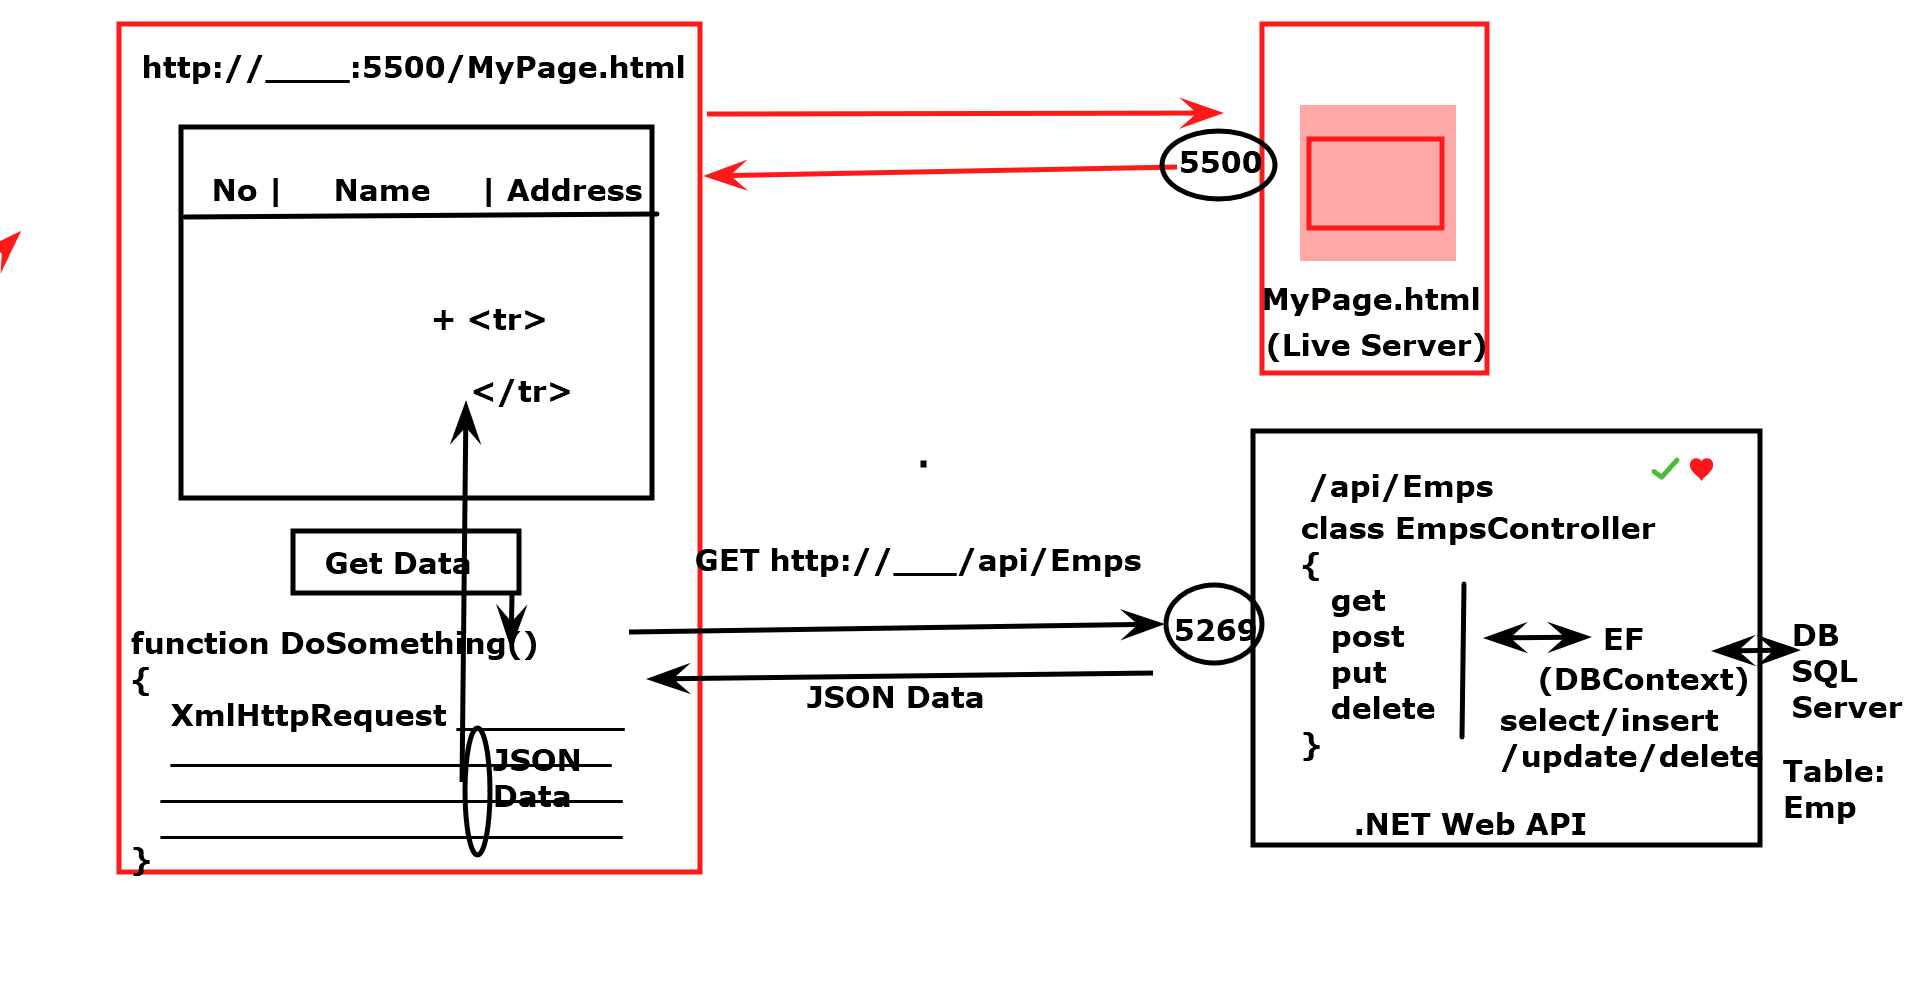 http://_____:5500/MyPage.html
No |     Name     | Address
+ <tr>
</tr>
Get Data
function DoSomething()
{
XmlHttpRequest
JSON
Data
}
5500
MyPage.html
(Live Server)
.
GET http://____/api/Emps
5269
JSON Data
/api/Emps
class EmpsController
{
get
post
put
delete
}
EF
(DBContext)
select/insert
/update/delete
.NET Web API
DB
SQL
Server
Table:
Emp